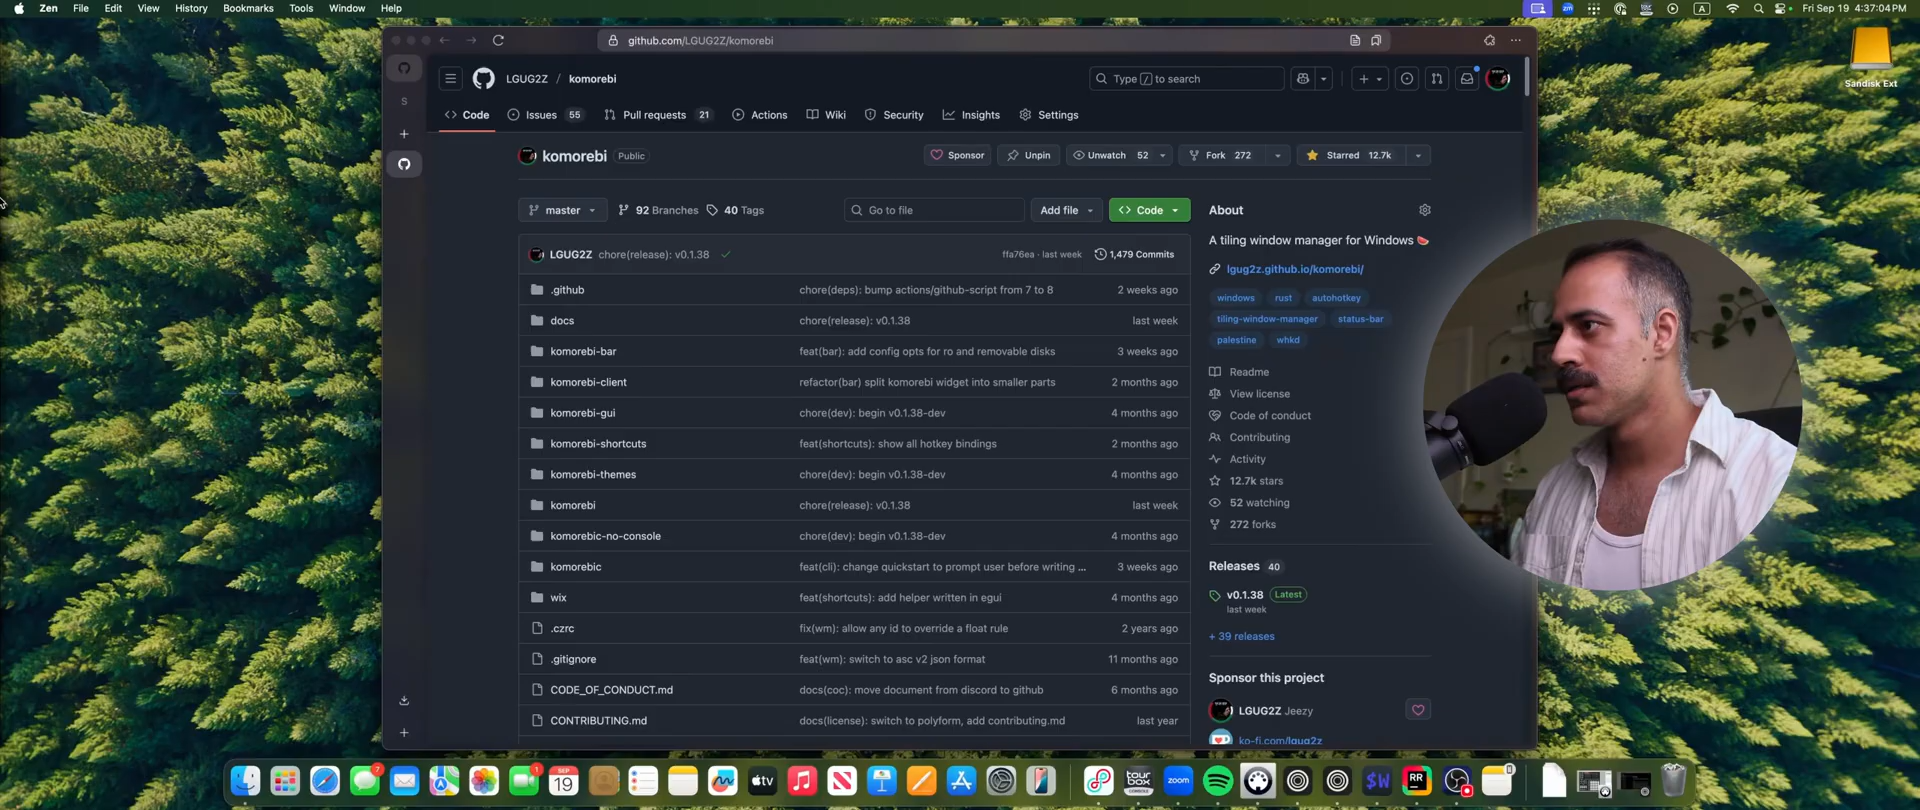 Zen File Edit View History Bookmarks Tools Window Help
zm A Fri Sep 19 4:37:04 PM
github.com/LGUG2Z/komorebi
Sandisk Ext
S
LGUG2Z / komorebi
Type / to search
Code Issues 55 Pull requests 21 Actions Wiki Security Insights Settings
komorebi Public
Sponsor Unpin Unwatch 52 Fork 272 Starred 12.7k
master 92 Branches 40 Tags Go to file Add file Code
LGUG2Z chore(release): v0.1.38 ffa76ea · last week 1,479 Commits
.github chore(deps): bump actions/github-script from 7 to 8 2 weeks ago
docs chore(release): v0.1.38 last week
komorebi-bar feat(bar): add config opts for ro and removable disks 3 weeks ago
komorebi-client refactor(bar) split komorebi widget into smaller parts 2 months ago
komorebi-gui chore(dev): begin v0.1.38-dev 4 months ago
komorebi-shortcuts feat(shortcuts): show all hotkey bindings 2 months ago
komorebi-themes chore(dev): begin v0.1.38-dev 4 months ago
komorebi chore(release): v0.1.38 last week
komorebic-no-console chore(dev): begin v0.1.38-dev 4 months ago
komorebic feat(cli): change quickstart to prompt user before writing ... 3 weeks ago
wix feat(shortcuts): add helper written in egui 4 months ago
.czrc fix(wm): allow any id to override a float rule 2 years ago
.gitignore feat(wm): switch to asc v2 json format 11 months ago
CODE_OF_CONDUCT.md docs(coc): move document from discord to github 6 months ago
CONTRIBUTING.md docs(license): switch to polyform, add contributing.md last year
About
A tiling window manager for Windows 🍉
lgug2z.github.io/komorebi/
windows rust autohotkey
tiling-window-manager status-bar
palestine whkd
Readme
View license
Code of conduct
Contributing
Activity
12.7k stars
52 watching
272 forks
Releases 40
v0.1.38 Latest
last week
+ 39 releases
Sponsor this project
LGUG2Z Jeezy
ko-fi.com/lgug2z
7 1 SEP 19 tv tourbox CONSOLE zoom RR